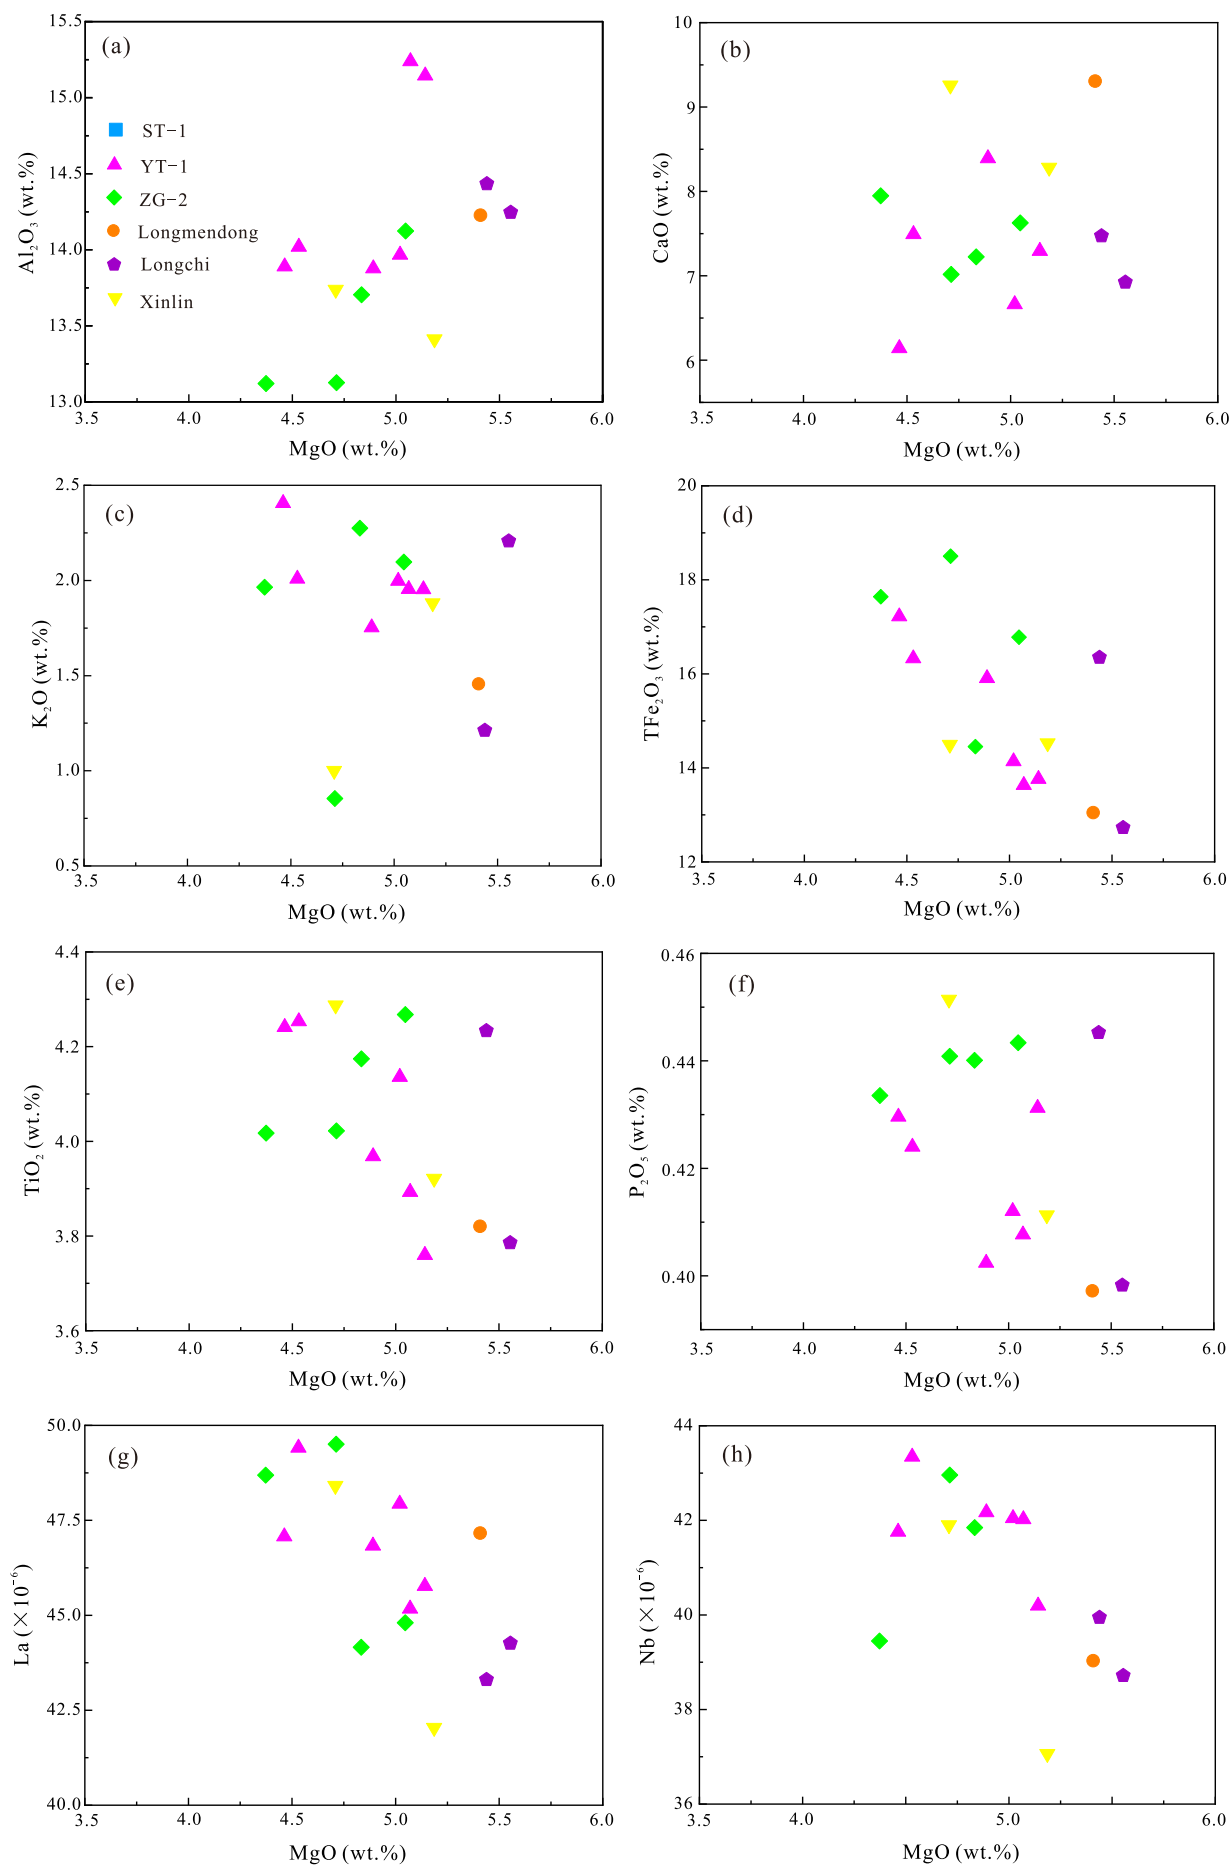 (a)
15.5
15.0
14.5
14.0
13.5
13.0
Al₂O₃ (wt.%)
ST−1
YT−1
ZG−2
Longmendong
Longchi
Xinlin
3.5 4.0 4.5 5.0 5.5 6.0
MgO (wt.%)
(b)
10
9
8
7
6
CaO (wt.%)
3.5 4.0 4.5 5.0 5.5 6.0
MgO (wt.%)
(c)
2.5
2.0
1.5
1.0
0.5
K₂O (wt.%)
3.5 4.0 4.5 5.0 5.5 6.0
MgO (wt.%)
(d)
20
18
16
14
12
TFe₂O₃ (wt.%)
3.5 4.0 4.5 5.0 5.5 6.0
MgO (wt.%)
(e)
4.4
4.2
4.0
3.8
3.6
TiO₂ (wt.%)
3.5 4.0 4.5 5.0 5.5 6.0
MgO (wt.%)
(f)
0.46
0.44
0.42
0.40
P₂O₅ (wt.%)
3.5 4.0 4.5 5.0 5.5 6.0
MgO (wt.%)
(g)
50.0
47.5
45.0
42.5
40.0
La (×10⁻⁶)
3.5 4.0 4.5 5.0 5.5 6.0
MgO (wt.%)
(h)
44
42
40
38
36
Nb (×10⁻⁶)
3.5 4.0 4.5 5.0 5.5 6.0
MgO (wt.%)